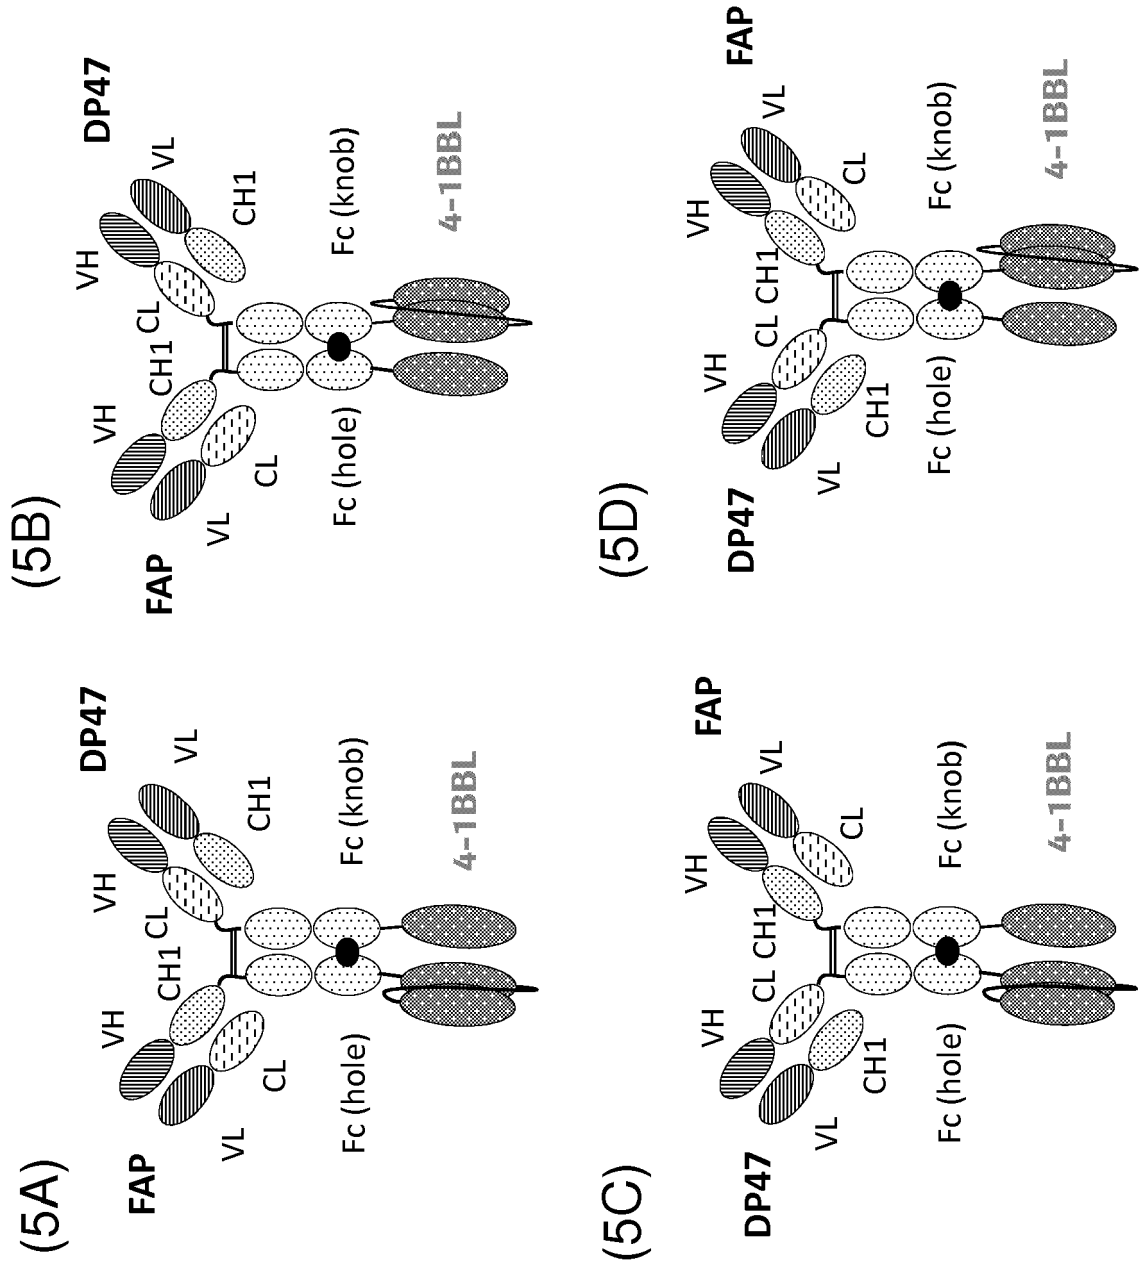 (5A)
FAP
DP47
VH
VH
VL
VL
CH1
CL
CL
CH1
Fc (hole)
Fc (knob)
4-1BBL
(5B)
FAP
DP47
VH
VH
VL
VL
CH1
CL
CL
CH1
Fc (hole)
Fc (knob)
4-1BBL
(5C)
DP47
FAP
VH
VH
VL
VL
CL
CH1
CH1
CL
Fc (hole)
Fc (knob)
4-1BBL
(5D)
DP47
FAP
VH
VH
VL
VL
CL
CH1
CH1
CL
Fc (hole)
Fc (knob)
4-1BBL